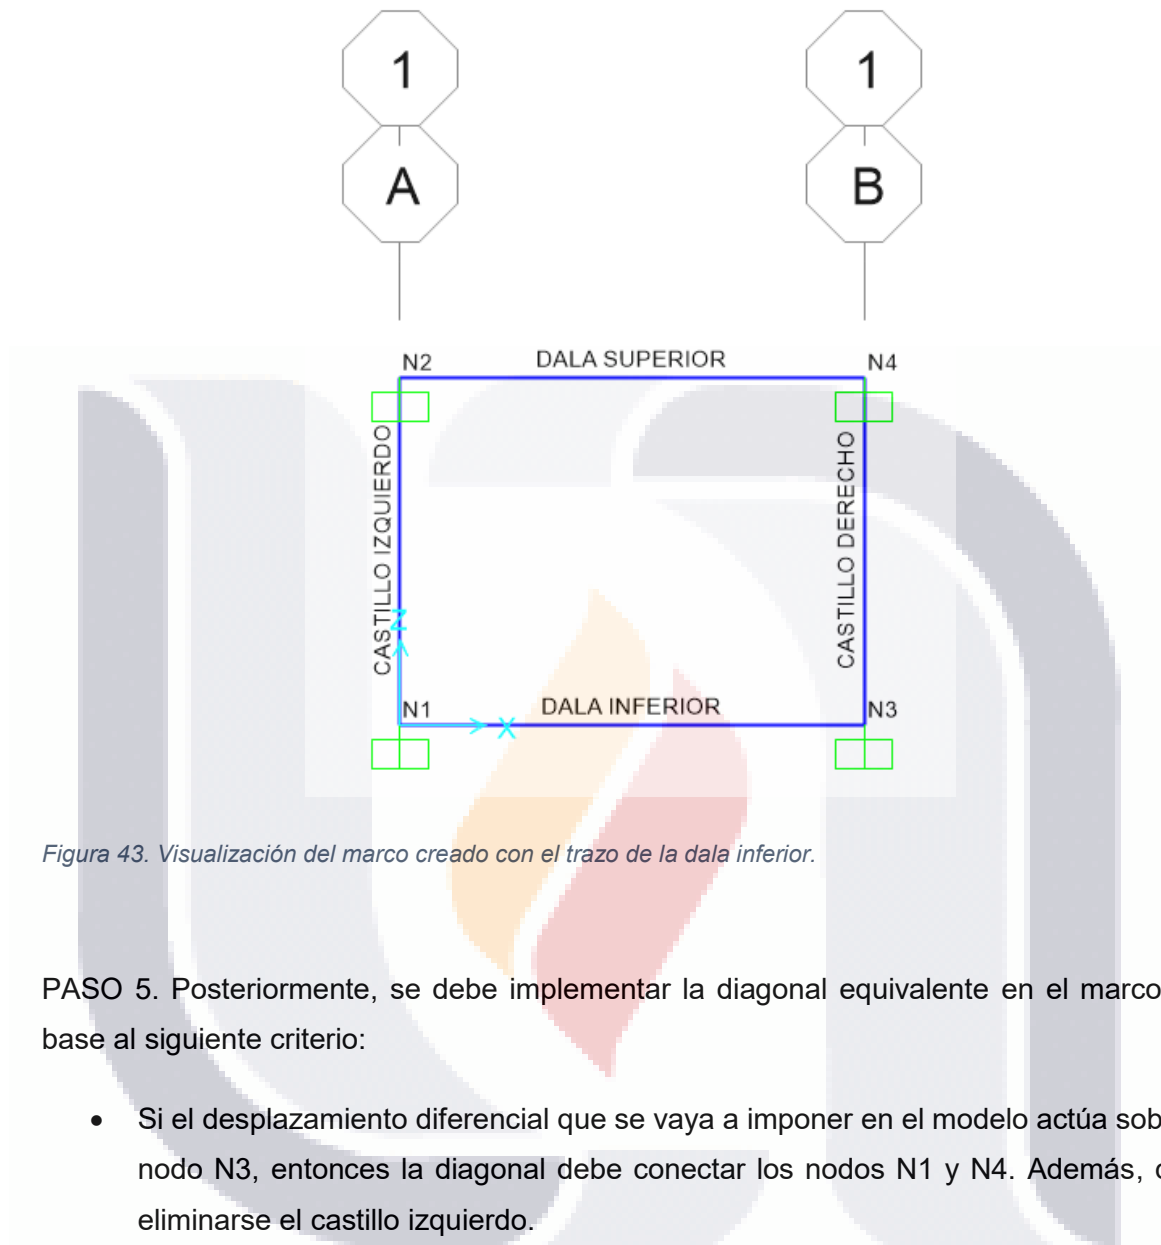 1 1
A B
N2 DALA SUPERIOR N4
CASTILLO IZQUIERDO
CASTILLO DERECHO
Z
N1 DALA INFERIOR N3
X
Figura 43. Visualización del marco creado con el trazo de la dala inferior.
PASO 5. Posteriormente, se debe implementar la diagonal equivalente en el marco
base al siguiente criterio:
• Si el desplazamiento diferencial que se vaya a imponer en el modelo actúa sob
nodo N3, entonces la diagonal debe conectar los nodos N1 y N4. Además,
eliminarse el castillo izquierdo.